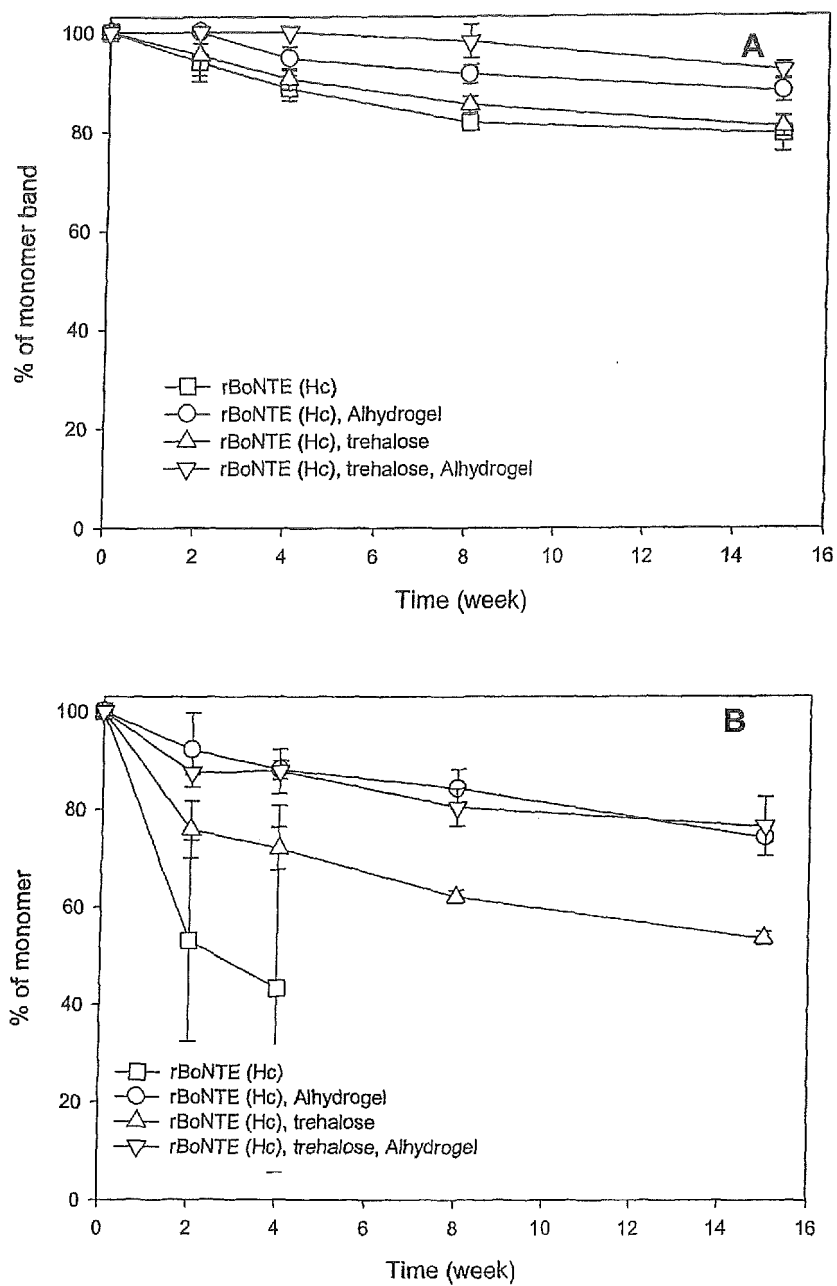 A
100
80
60
40
20
0
% of monomer band
rBoNTE (Hc)
rBoNTE (Hc), Alhydrogel
rBoNTE (Hc), trehalose
rBoNTE (Hc), trehalose, Alhydrogel
0 2 4 6 8 10 12 14 16
Time (week)
B
100
80
60
40
20
0
% of monomer
rBoNTE (Hc)
rBoNTE (Hc), Alhydrogel
rBoNTE (Hc), trehalose
rBoNTE (Hc), trehalose, Alhydrogel
0 2 4 6 8 10 12 14 16
Time (week)